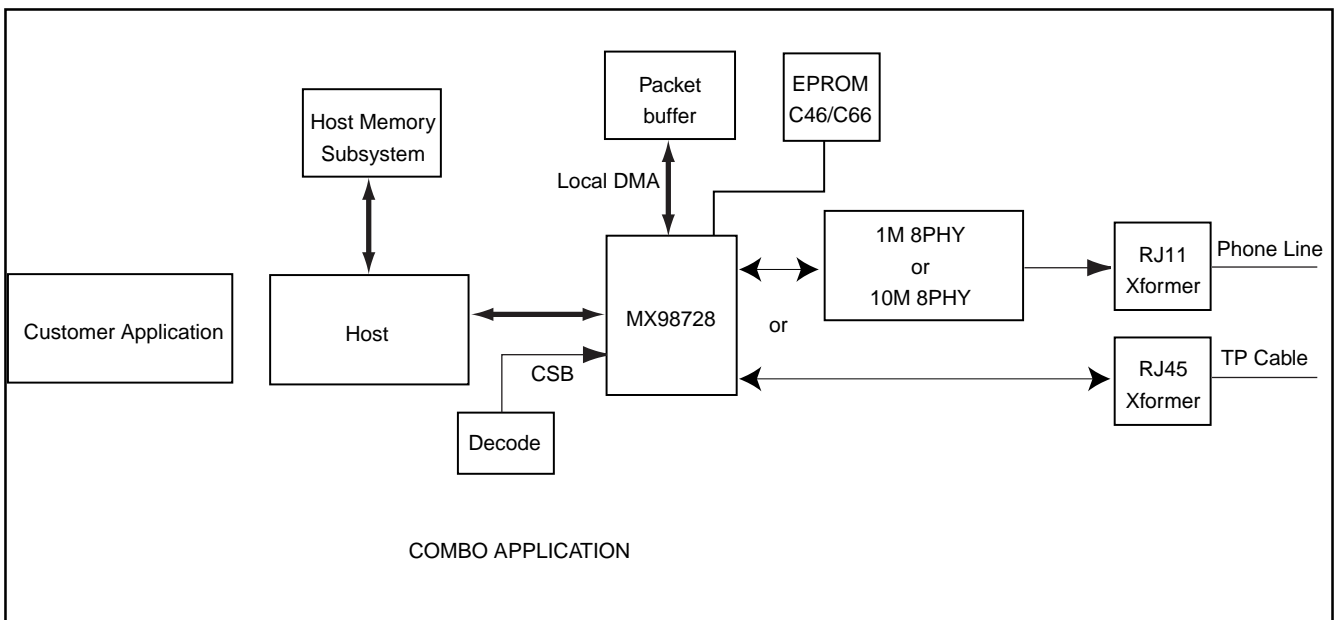 Packet
buffer
EPROM
C46/C66
Host Memory
Subsystem
Local DMA
1M 8PHY
or
10M 8PHY
RJ11
Xformer
Phone Line
Customer Application
Host
MX98728
or
CSB
RJ45
Xformer
TP Cable
Decode
COMBO APPLICATION